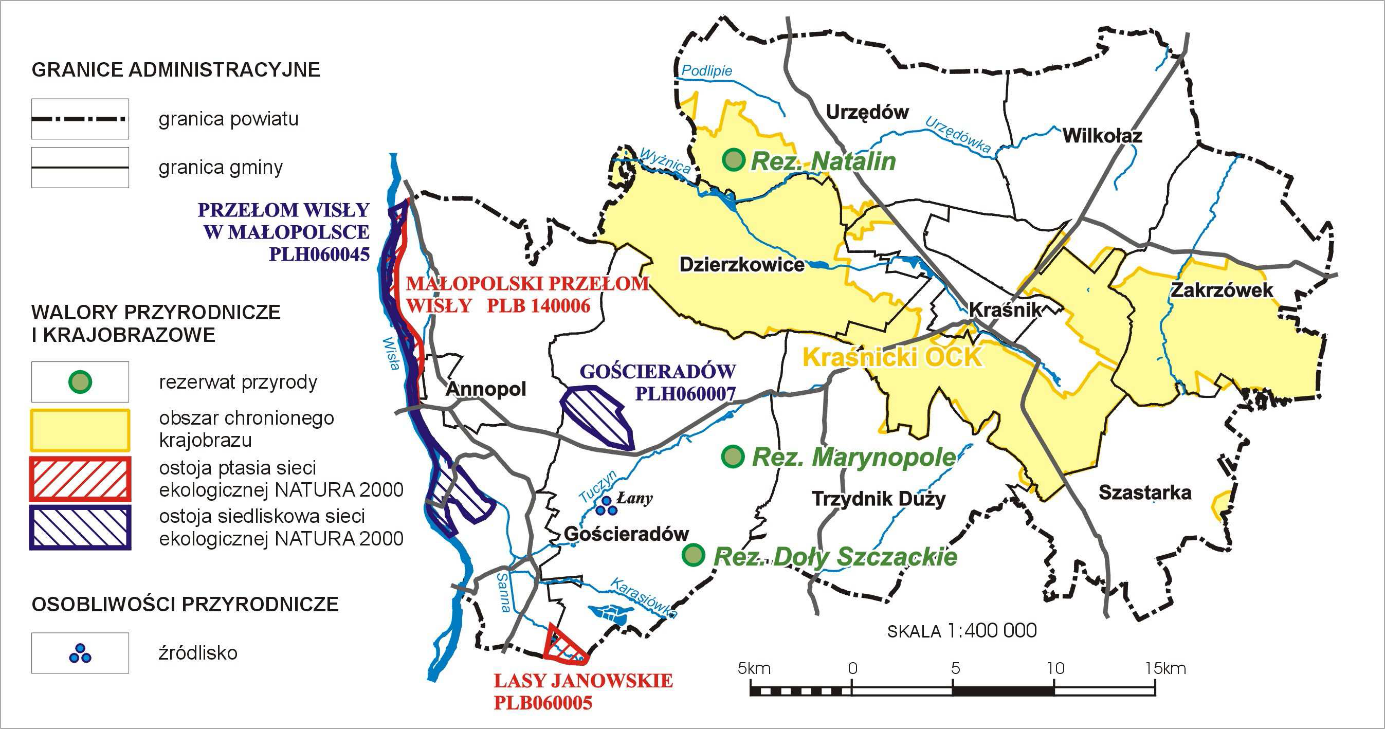 GRANICE ADMINISTRACYJNE
granica powiatu
granica gminy
PRZEŁOM WISŁY
W MAŁOPOLSCE
PLH060045
MAŁOPOLSKI PRZEŁOM
WISŁY PLB 140006
WALORY PRZYRODNICZE
I KRAJOBRAZOWE
rezerwat przyrody
obszar chronionego
krajobrazu
ostoja ptasia sieci
ekologicznej NATURA 2000
ostoja siedliskowa sieci
ekologicznej NATURA 2000
OSOBLIWOŚCI PRZYRODNICZE
źródlisko
Podlipie
Urzędów
Urzędówka
Wilkołaz
Wyżnica
Rez. Natalin
Dzierzkowice
Zakrzówek
Kraśnik
Kraśnicki OCK
Wisła
Annopol
GOŚCIERADÓW
PLH060007
Rez. Marynopole
Tuczyn
Łany
Trzydnik Duży
Szastarka
Gościeradów
Rez. Doły Szczackie
Sanna
Karasiówka
LASY JANOWSKIE
PLB060005
SKALA 1:400 000
5km 0 5 10 15km